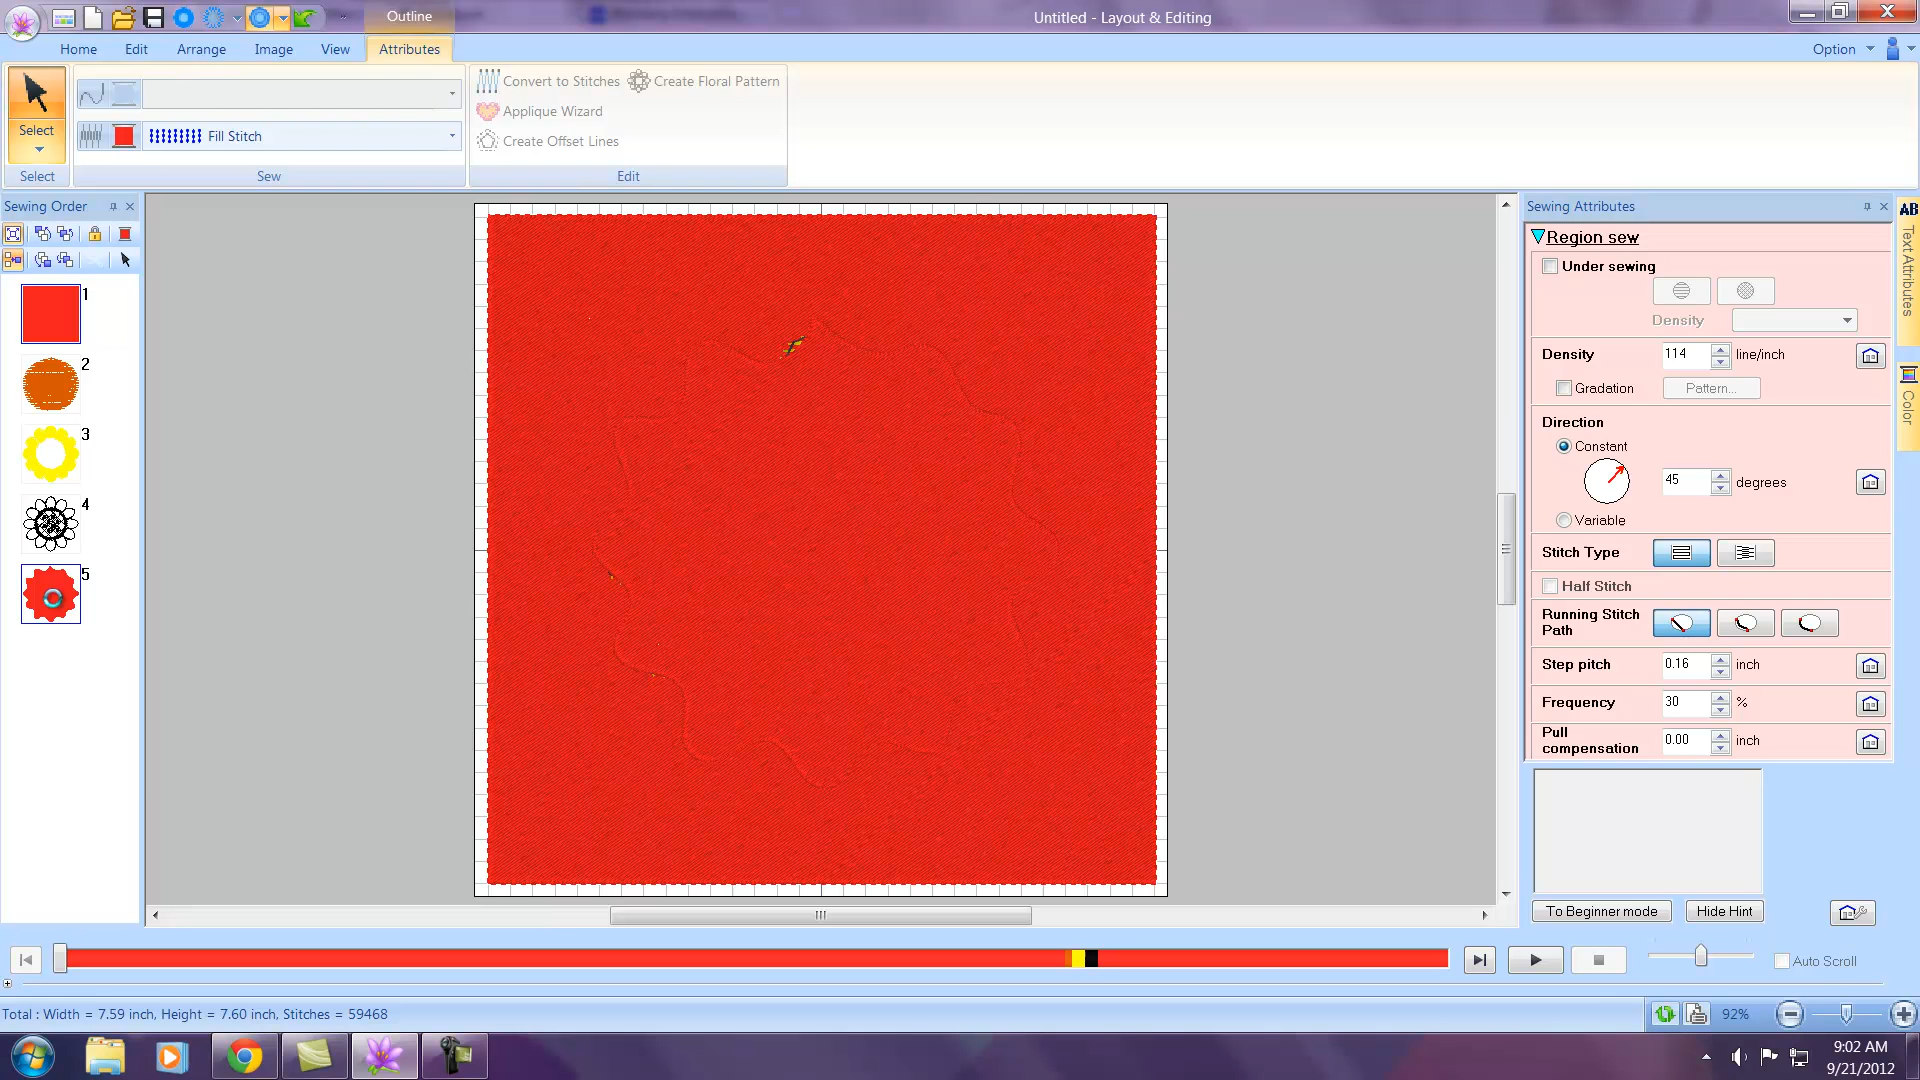 Outline
Untitled - Layout & Editing
Home Edit Arrange Image View Attributes
Option
Select
Fill Stitch
Convert to Stitches Create Floral Pattern
Applique Wizard
Create Offset Lines
Select Sew Edit
Sewing Order
1
2
3
4
5
Sewing Attributes
Region sew
Under sewing
Density
Density 114 line/inch
Gradation Pattern...
Direction
Constant
45 degrees
Variable
Stitch Type
Half Stitch
Running Stitch
Path
Step pitch 0.16 inch
Frequency 30 %
Pull
compensation 0.00 inch
To Beginner mode Hide Hint
AB
Text Attributes
Color
Auto Scroll
Total : Width = 7.59 inch, Height = 7.60 inch, Stitches = 59468
92%
9:02 AM
9/21/2012